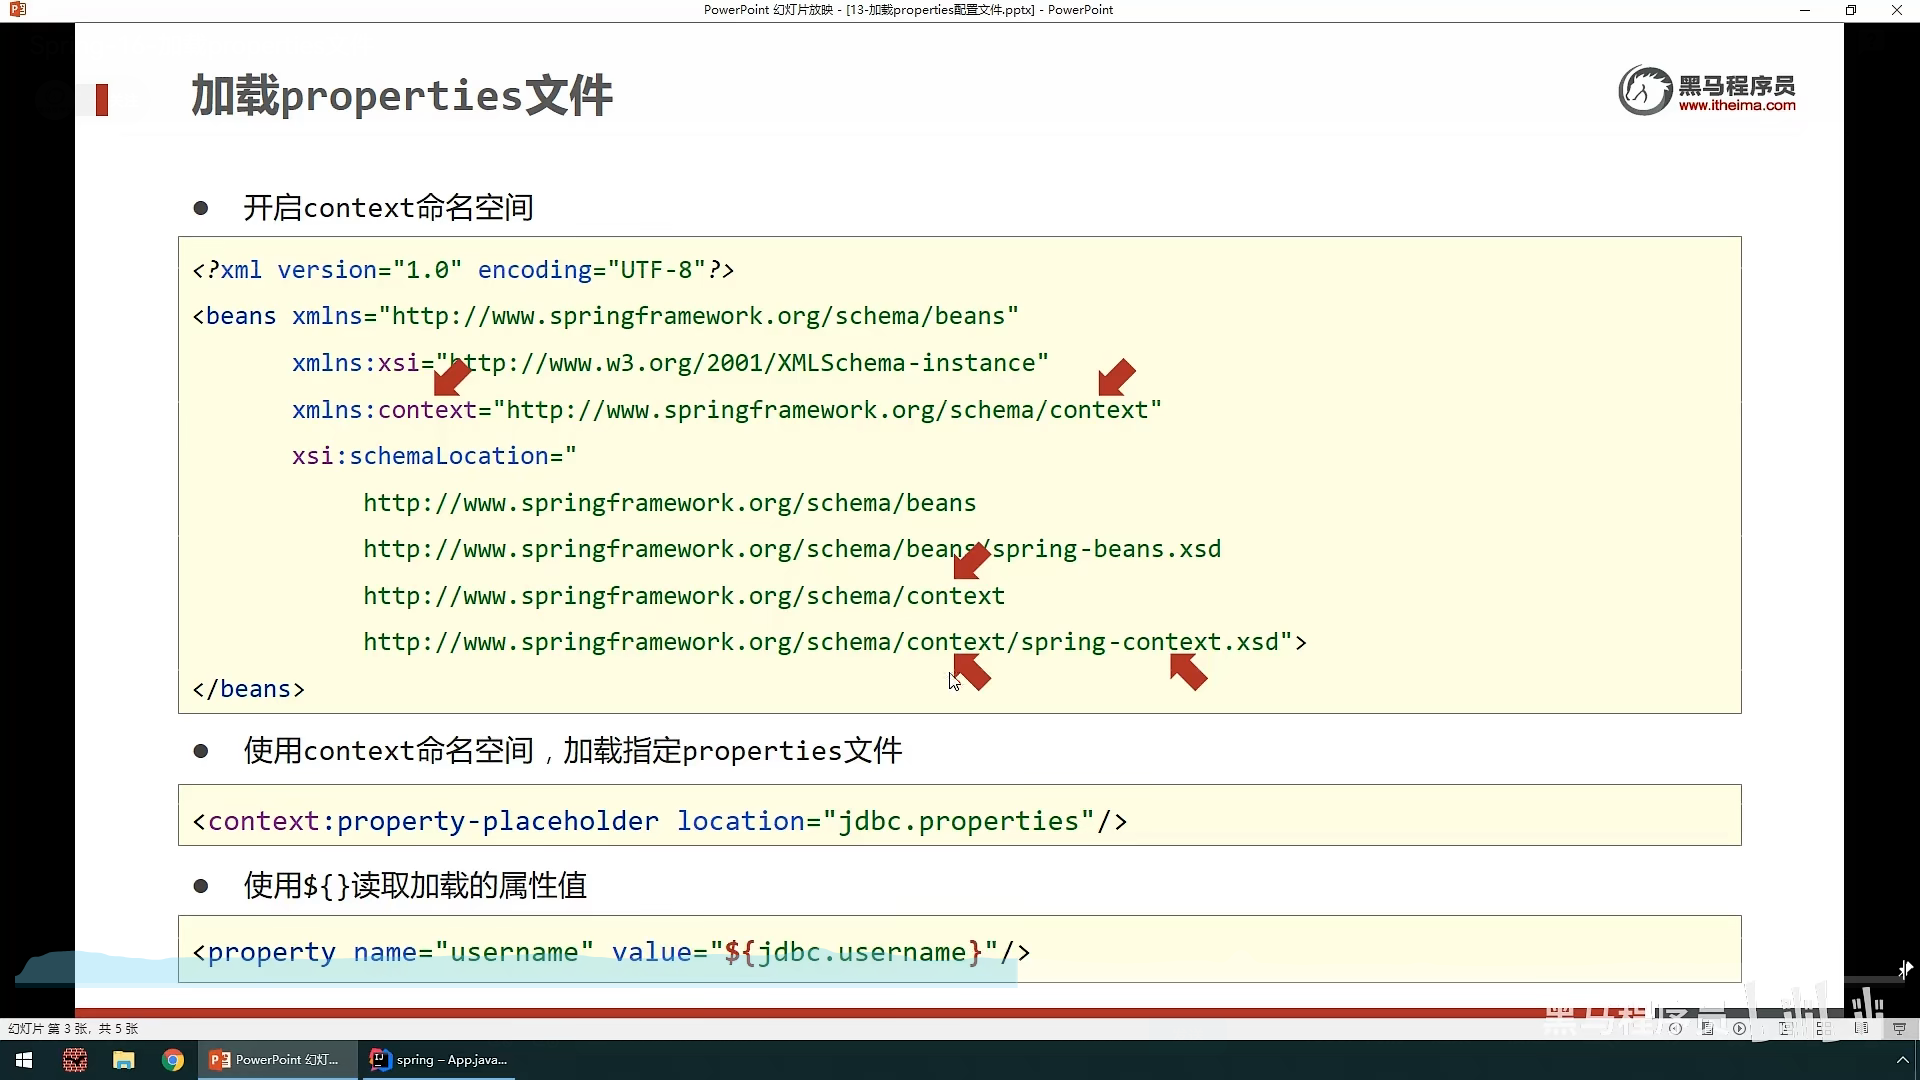 PowerPoint 幻灯片放映 - [13-加载properties配置文件.pptx] - PowerPoint
加载properties文件
黑马程序员
www.itheima.com
● 开启context命名空间
<?xml version="1.0" encoding="UTF-8"?>
<beans xmlns="http://www.springframework.org/schema/beans"
xmlns:xsi="http://www.w3.org/2001/XMLSchema-instance"
xmlns:context="http://www.springframework.org/schema/context"
xsi:schemaLocation="
http://www.springframework.org/schema/beans
http://www.springframework.org/schema/beans/spring-beans.xsd
http://www.springframework.org/schema/context
http://www.springframework.org/schema/context/spring-context.xsd">
</beans>
● 使用context命名空间，加载指定properties文件
<context:property-placeholder location="jdbc.properties"/>
● 使用${}读取加载的属性值
<property name="username" value="${jdbc.username}"/>
黑马程序员
幻灯片 第 3 张，共 5 张
PowerPoint 幻灯...
spring – App.java...